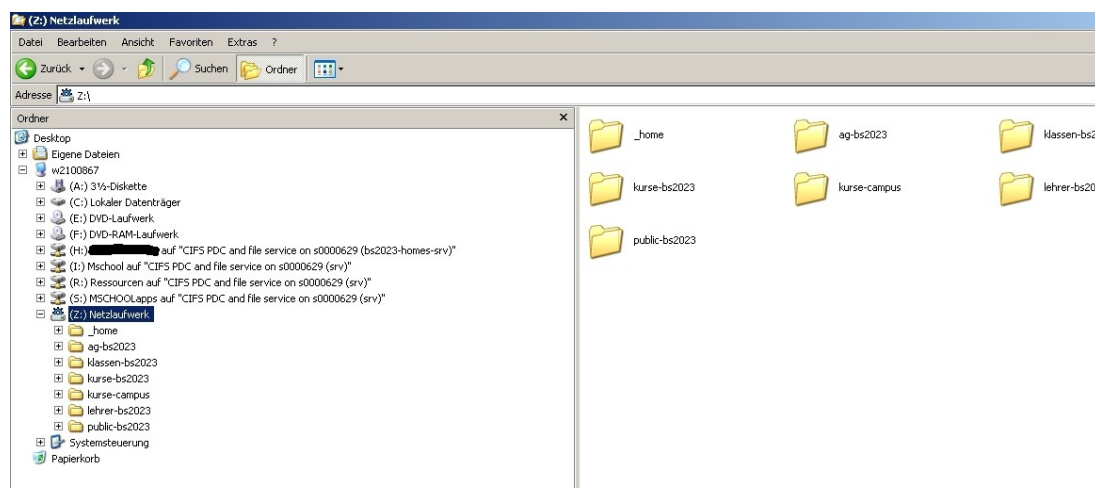 (Z:) Netzlaufwerk
Datei Bearbeiten Ansicht Favoriten Extras ?
Zurück Suchen Ordner
Adresse Z:\
Ordner x
Desktop
Eigene Dateien
w2100867
(A:) 3½-Diskette
(C:) Lokaler Datenträger
(E:) DVD-Laufwerk
(F:) DVD-RAM-Laufwerk
(H:) auf "CIFS PDC and file service on s0000629 (bs2023-homes-srv)"
(I:) Mschool auf "CIFS PDC and file service on s0000629 (srv)"
(R:) Ressourcen auf "CIFS PDC and file service on s0000629 (srv)"
(S:) MSCHOOLapps auf "CIFS PDC and file service on s0000629 (srv)"
(Z:) Netzlaufwerk
_home
ag-bs2023
klassen-bs2023
kurse-bs2023
kurse-campus
lehrer-bs2023
public-bs2023
Systemsteuerung
Papierkorb
_home ag-bs2023 klassen-bs2
kurse-bs2023 kurse-campus lehrer-bs20
public-bs2023